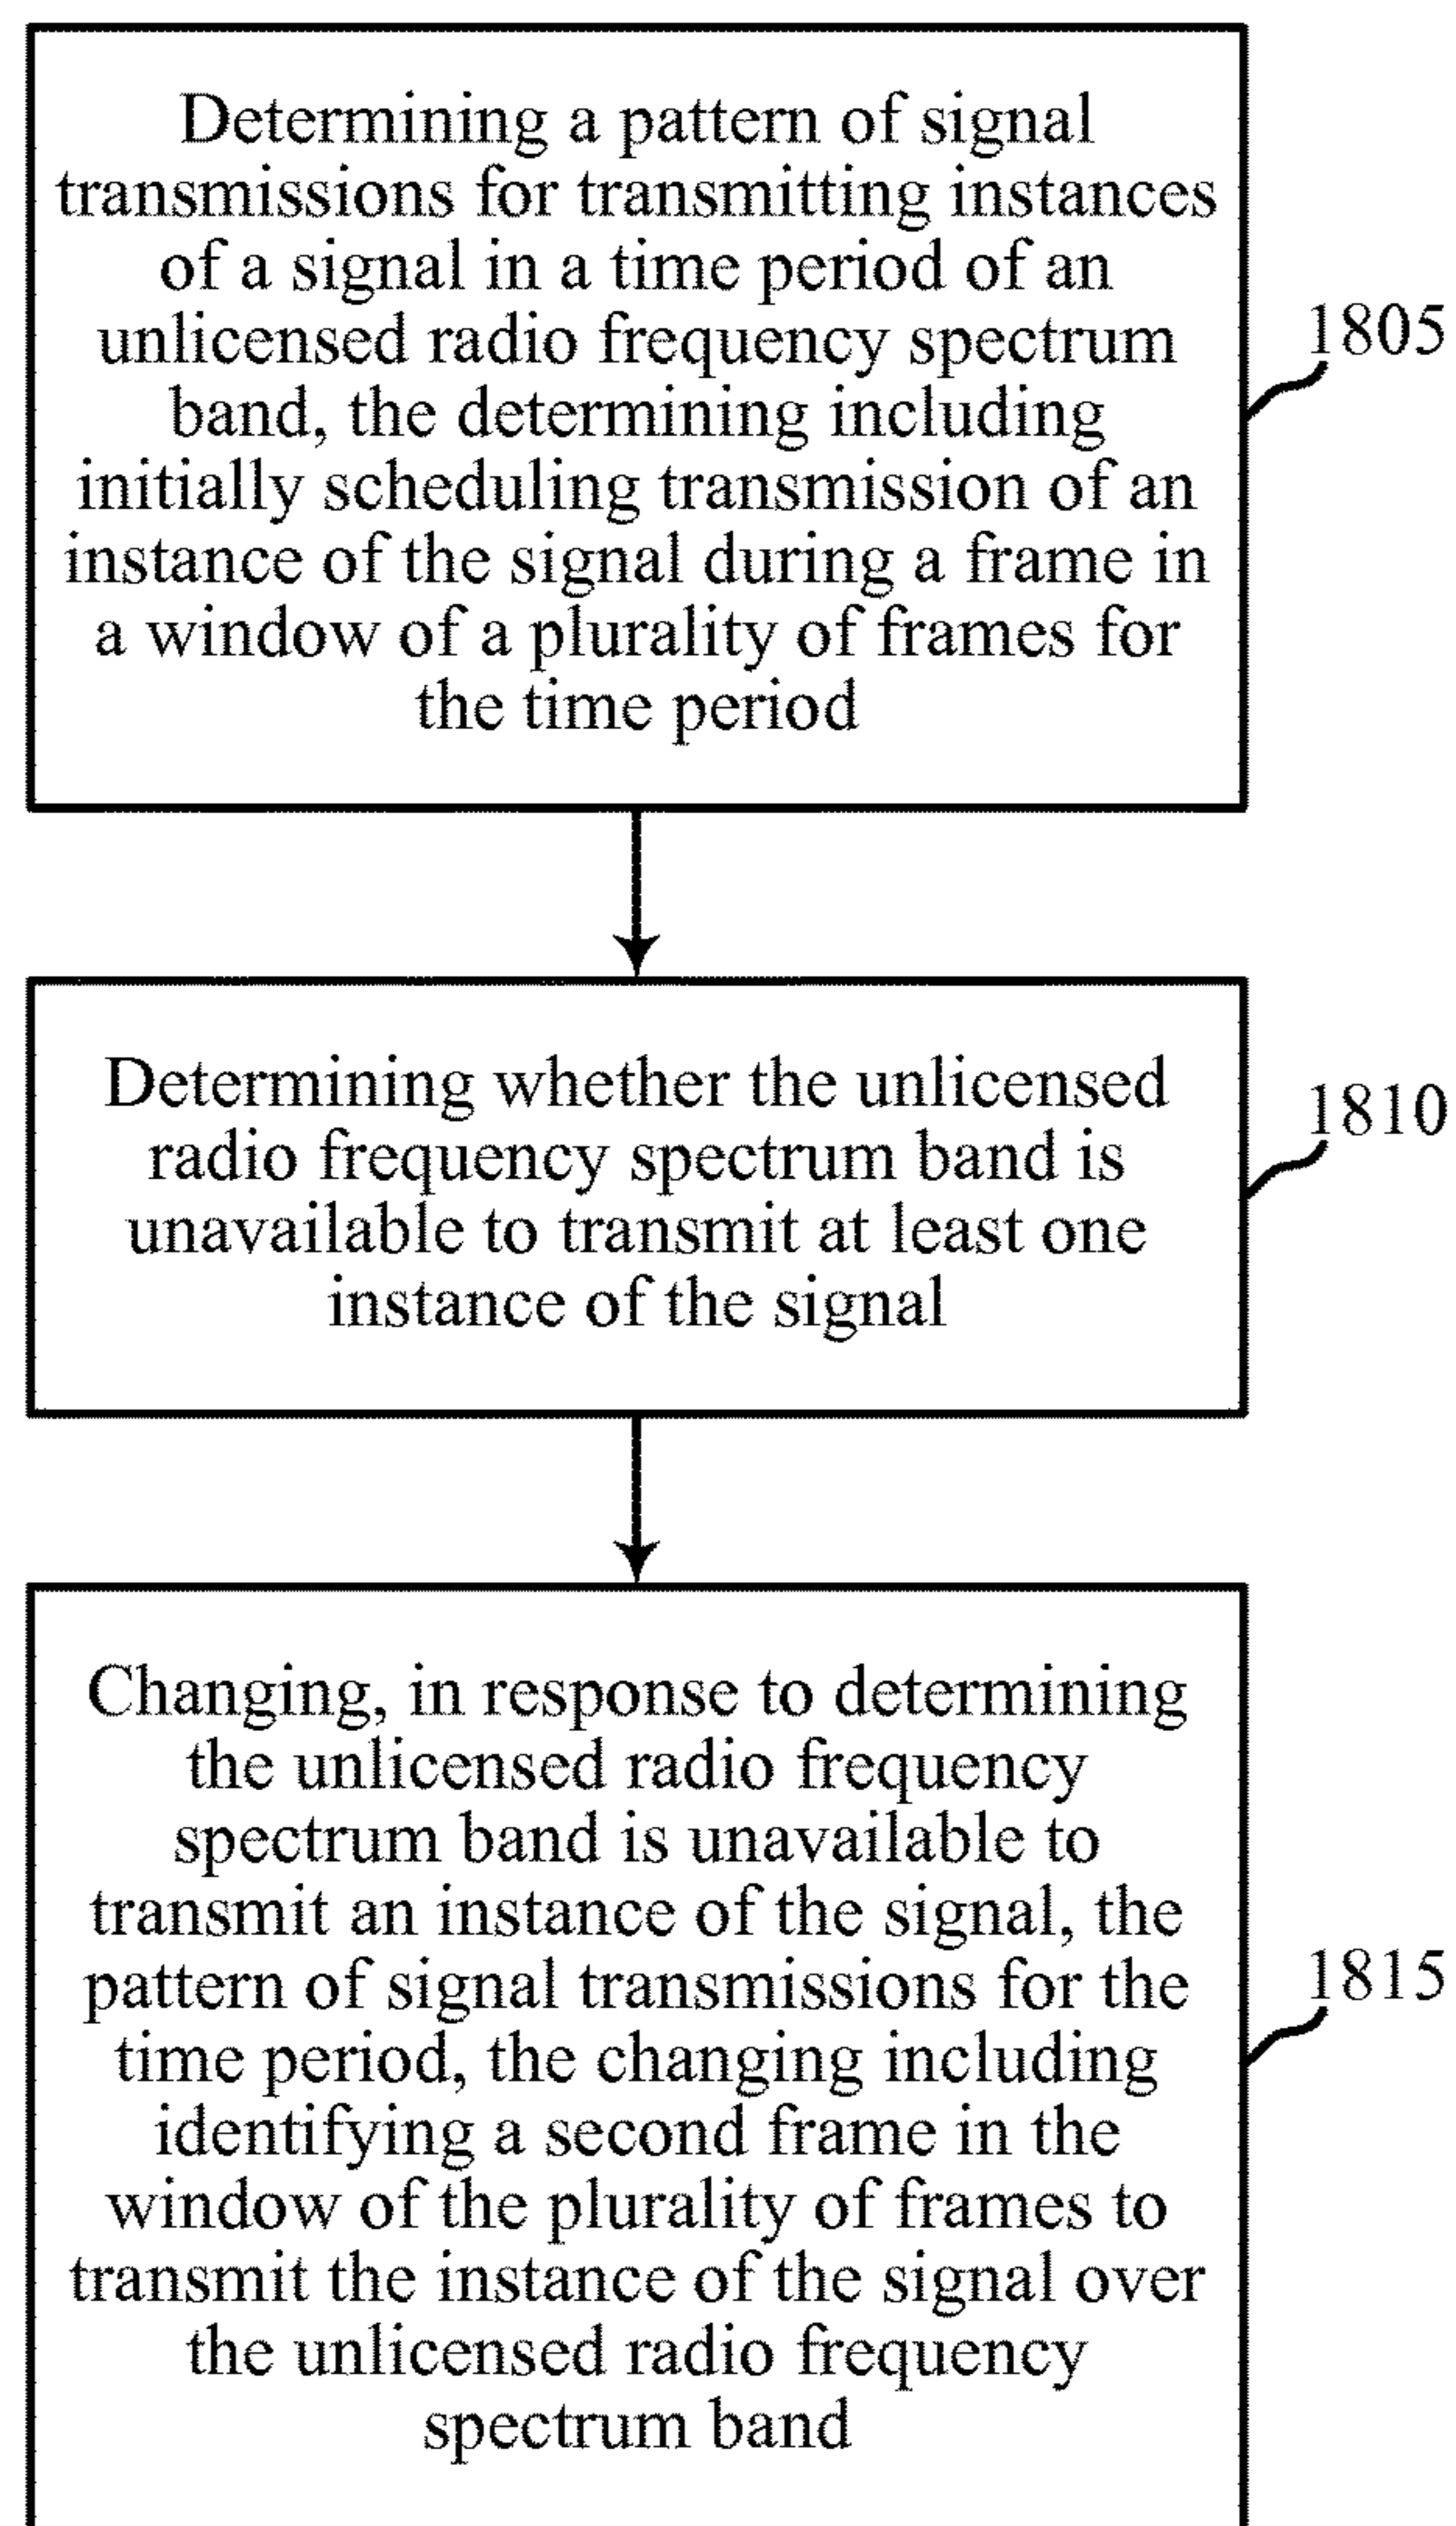 Determining a pattern of signal
transmissions for transmitting instances
of a signal in a time period of an
unlicensed radio frequency spectrum
band, the determining including
initially scheduling transmission of an
instance of the signal during a frame in
a window of a plurality of frames for
the time period
1805
Determining whether the unlicensed
radio frequency spectrum band is
unavailable to transmit at least one
instance of the signal
1810
Changing, in response to determining
the unlicensed radio frequency
spectrum band is unavailable to
transmit an instance of the signal, the
pattern of signal transmissions for the
time period, the changing including
identifying a second frame in the
window of the plurality of frames to
transmit the instance of the signal over
the unlicensed radio frequency
spectrum band
1815